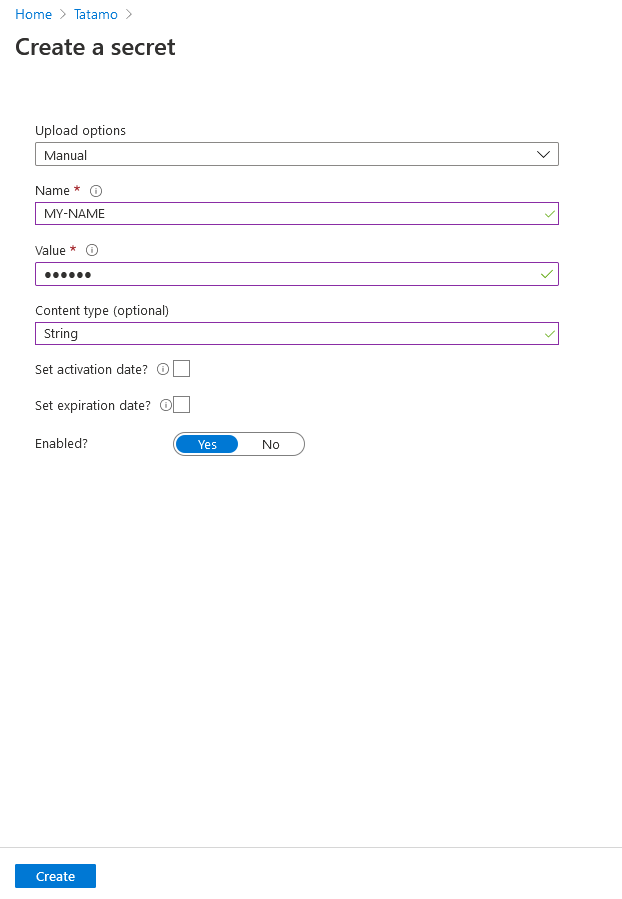 Home > Tatamo >
Create a secret
Upload options
Manual
Name *
MY-NAME
Value *
●●●●●●
Content type (optional)
String
Set activation date?
Set expiration date?
Enabled? Yes No
Create